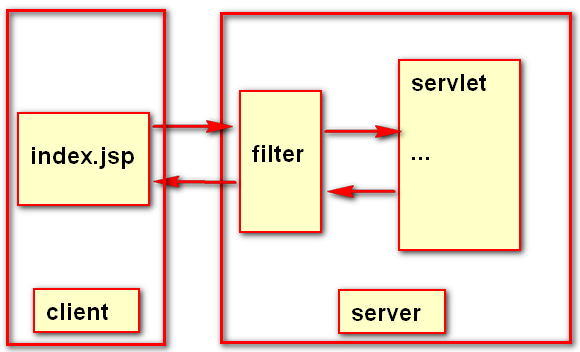 index.jsp
client
filter
servlet
...
server